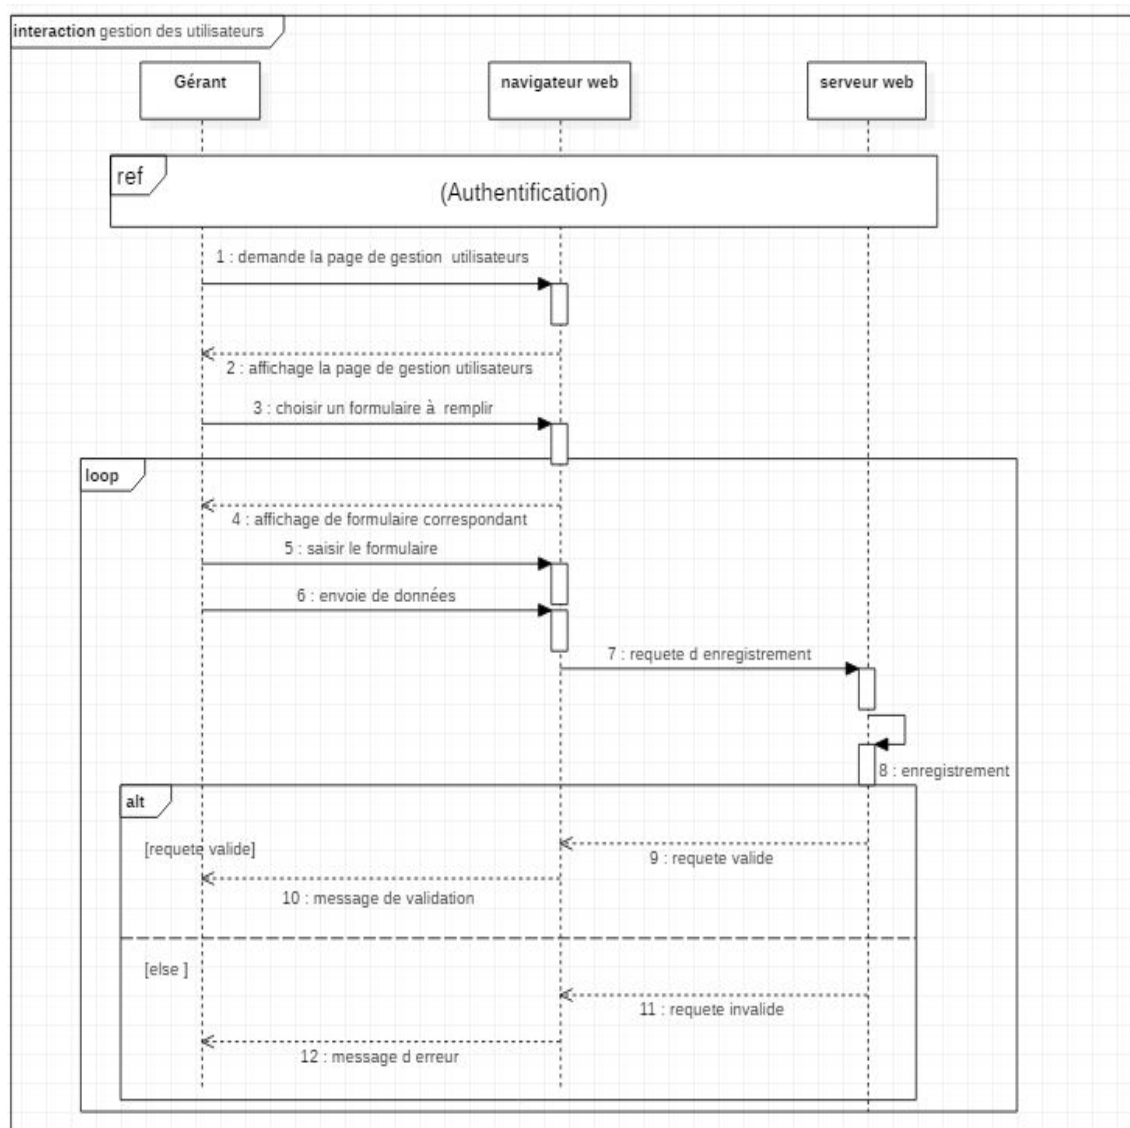 interaction gestion des utilisateurs
Gérant
navigateur web
serveur web
ref
(Authentification)
1 : demande la page de gestion  utilisateurs
2 : affichage la page de gestion utilisateurs
3 : choisir un formulaire à  remplir
loop
4 : affichage de formulaire correspondant
5 : saisir le formulaire
6 : envoie de données
7 : requete d enregistrement
8 : enregistrement
alt
[requete valide]
9 : requete valide
10 : message de validation
[else ]
11 : requete invalide
12 : message d erreur